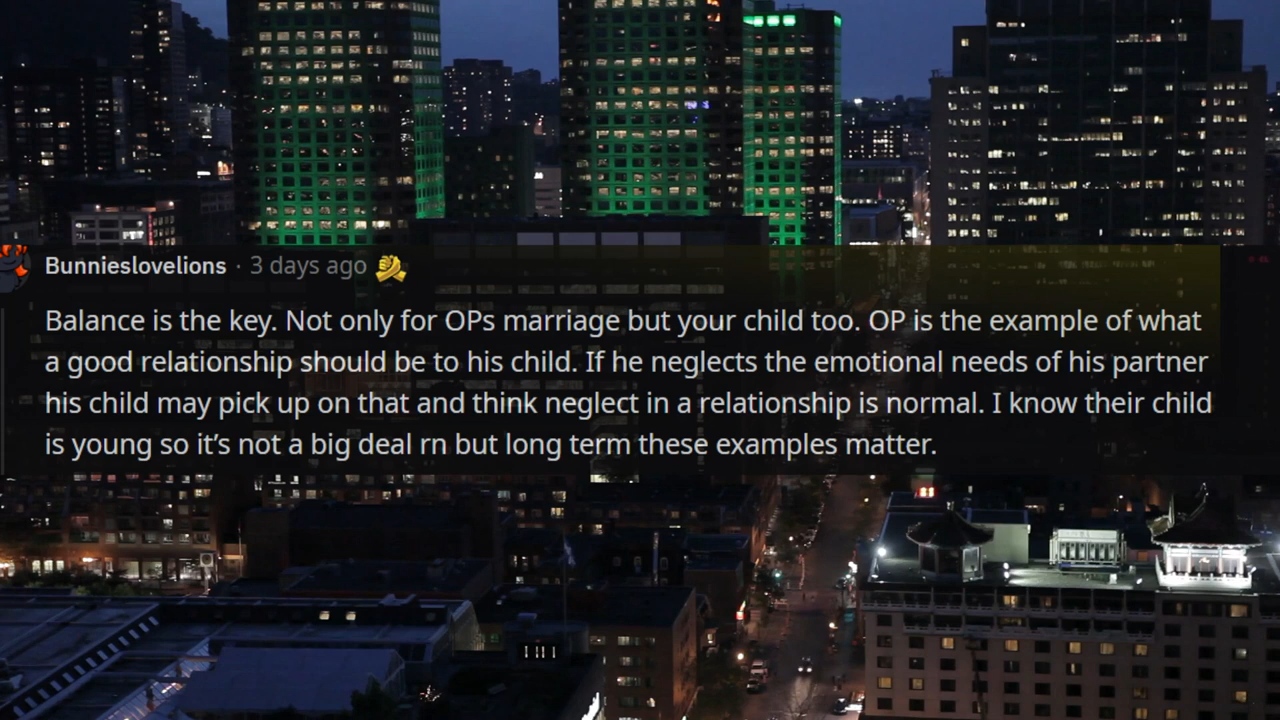 Bunnieslovelions · 3 days ago
Balance is the key. Not only for OPs marriage but your child too. OP is the example of what
a good relationship should be to his child. If he neglects the emotional needs of his partner
his child may pick up on that and think neglect in a relationship is normal. I know their child
is young so it’s not a big deal rn but long term these examples matter.